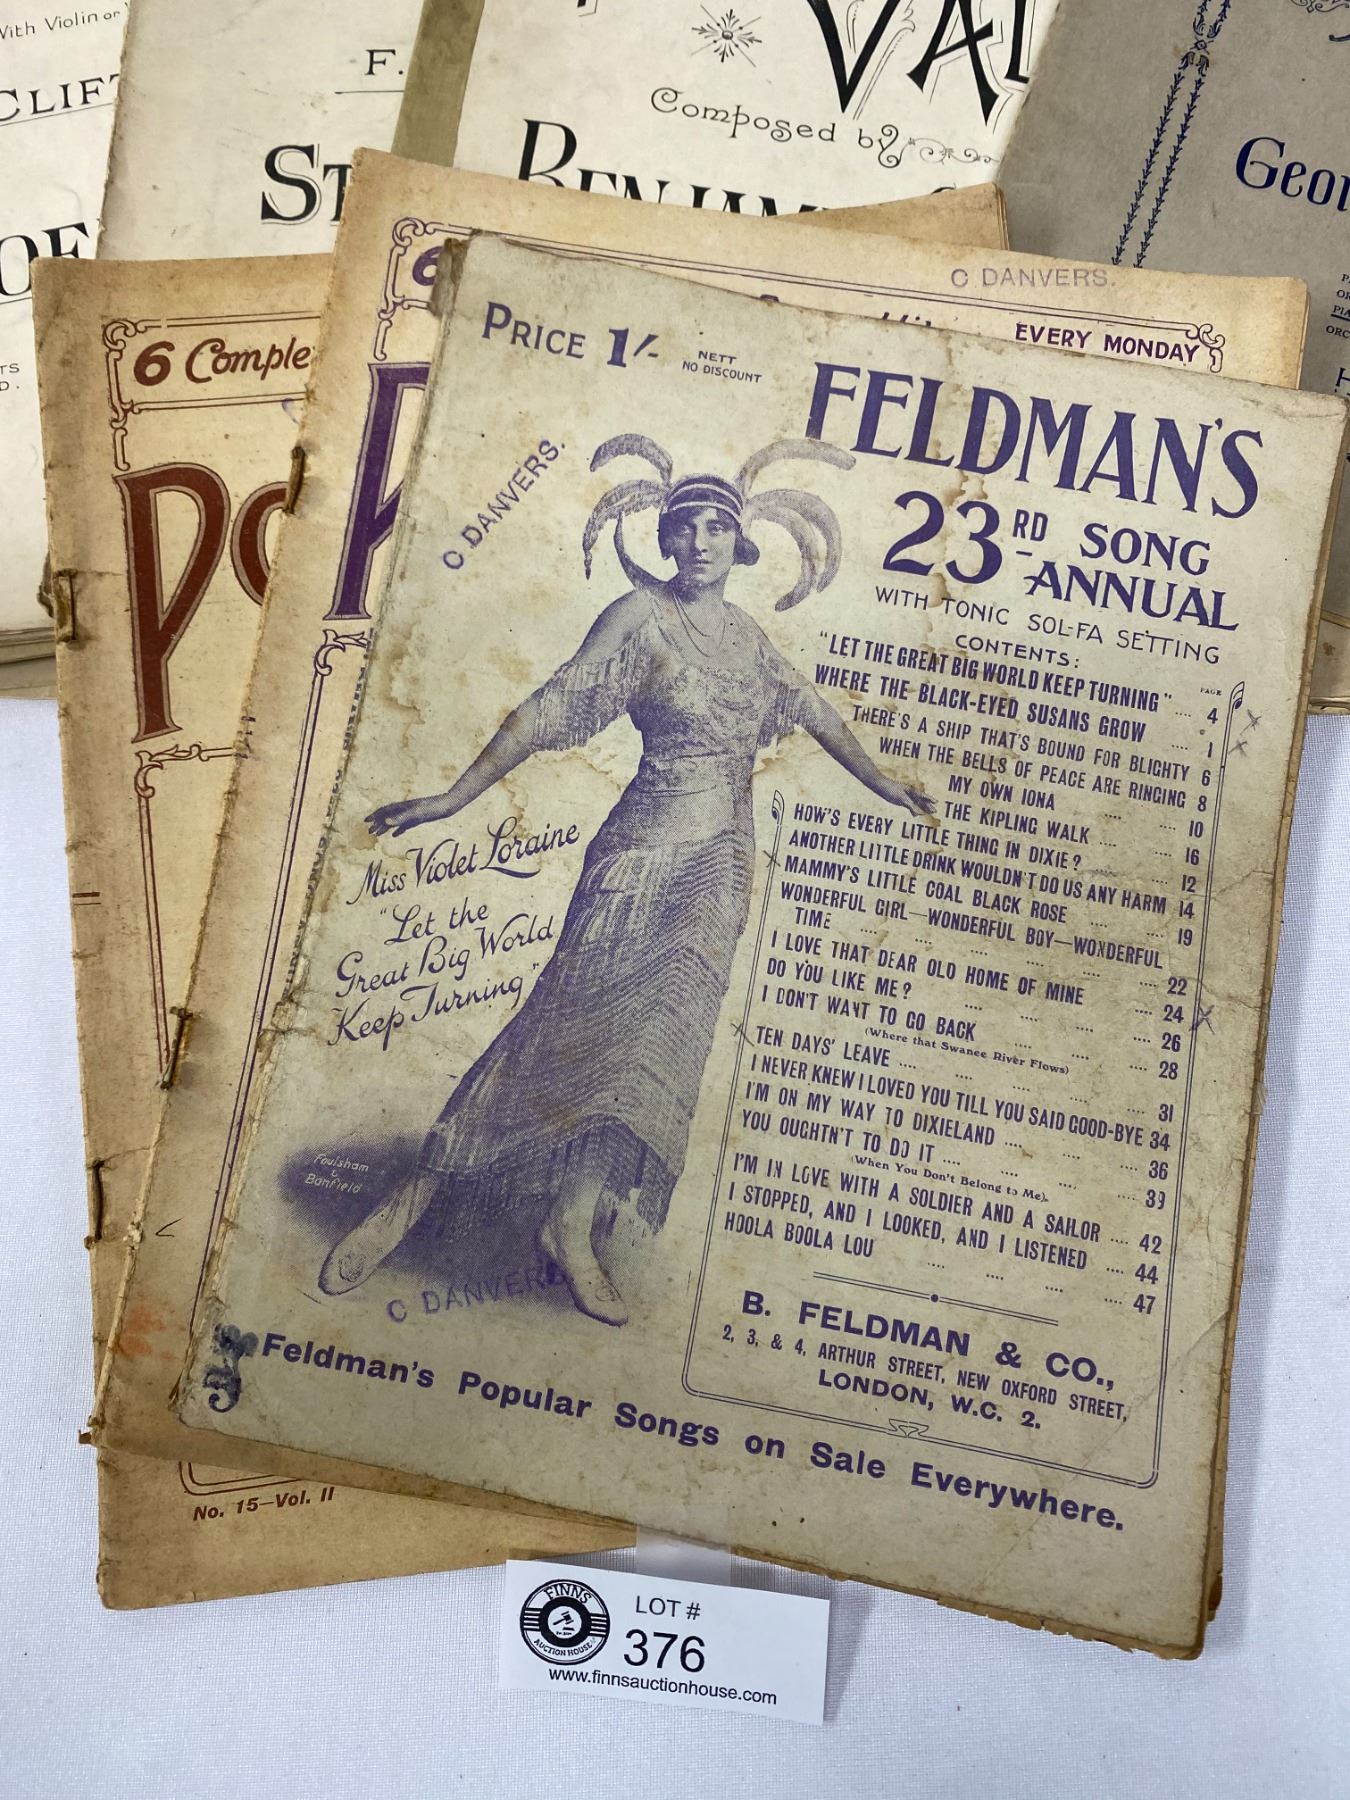 With Violin or
CLIF
F.
ST
VAL
Composed by
BENJAMI
Geor
C DANVERS.
EVERY MONDAY
6 Comple
PO
6
PRICE 1/- NETT
NO DISCOUNT
C DANVERS.
FELDMAN'S
23RD SONG
ANNUAL
WITH TONIC SOL-FA SETTING
CONTENTS:
PAGE
"LET THE GREAT BIG WORLD KEEP TURNING" .... 4
WHERE THE BLACK-EYED SUSANS GROW .... 1
THERE'S A SHIP THAT'S BOUND FOR BLIGHTY 6
WHEN THE BELLS OF PEACE ARE RINGING 8
MY OWN IONA .... .... 10
THE KIPLING WALK .... .... 16
HOW'S EVERY LITTLE THING IN DIXIE? .... 12
ANOTHER LITTLE DRINK WOULDN'T DO US ANY HARM 14
MAMMY'S LITTLE COAL BLACK ROSE .... .... 19
WONDERFUL GIRL—WONDERFUL BOY—WONDERFUL
TIME .... .... .... .... .... 22
I LOVE THAT DEAR OLD HOME OF MINE .... 24
DO YOU LIKE ME? .... .... .... .... 26
I DON'T WANT TO GO BACK .... .... .... 28
(Where that Swanee River Flows)
TEN DAYS' LEAVE .... .... .... .... .... 31
I NEVER KNEW I LOVED YOU TILL YOU SAID GOOD-BYE 34
I'M ON MY WAY TO DIXIELAND .... .... 36
YOU OUGHTN'T TO DO IT .... .... .... .... 39
(When You Don't Belong to Me).
I'M IN LOVE WITH A SOLDIER AND A SAILOR .... 42
I STOPPED, AND I LOOKED, AND I LISTENED .... 44
HOOLA BOOLA LOU .... .... .... .... 47
Miss Violet Loraine
"Let the
Great Big World
Keep Turning"
Foulsham
&
Banfield
C DANVERS
B. FELDMAN & CO.,
2, 3, & 4, ARTHUR STREET, NEW OXFORD STREET,
LONDON, W.C. 2.
Feldman's Popular Songs on Sale Everywhere.
No. 15—Vol. II
FINNS
AUCTION HOUSE
LOT #
376
www.finnsauctionhouse.com